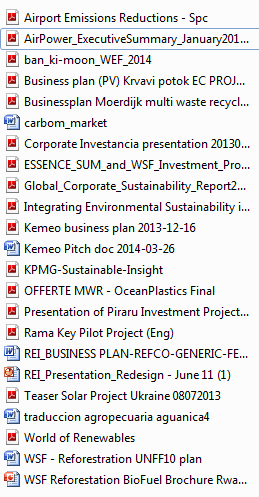 Airport Emissions Reductions - Spc
AirPower_ExecutiveSummary_January201...
ban_ki-moon_WEF_2014
Business plan (PV) Krvavi potok EC PROJ...
Businessplan Moerdijk multi waste recycl...
carbom_market
Corporate Investancia presentation 20130...
ESSENCE_SUM_and_WSF_Investment_Pro...
Global_Corporate_Sustainability_Report2...
Integrating Environmental Sustainability i...
Kemeo business plan 2013-12-16
Kemeo Pitch doc 2014-03-26
KPMG-Sustainable-Insight
OFFERTE MWR - OceanPlastics Final
Presentation of Piraru Investment Project...
Rama Key Pilot Project (Eng)
REI_BUSINESS PLAN-REFCO-GENERIC-FE...
REI_Presentation_Redesign - June 11 (1)
Teaser Solar Project Ukraine 08072013
traduccion agropecuaria aguanica4
World of Renewables
WSF - Reforestration UNFF10 plan
WSF Reforestation BioFuel Brochure Rwa...